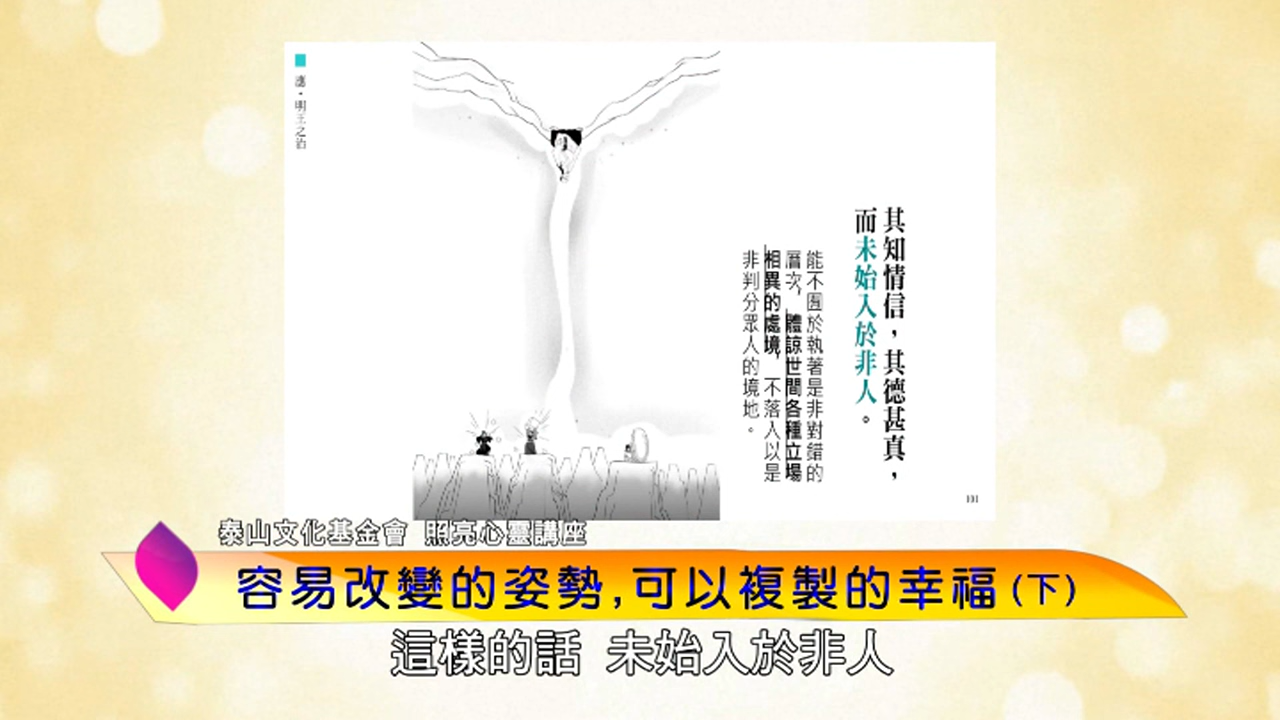 應·明王之治
其知情信，其德甚真，
而未始入於非人。
能不囿於執著是非對錯的
層次，體諒世間各種立場
相異的處境，不落入以是
非判分眾人的境地。
101
泰山文化基金會 照亮心靈講座
容易改變的姿勢,可以複製的幸福(下)
這樣的話 未始入於非人